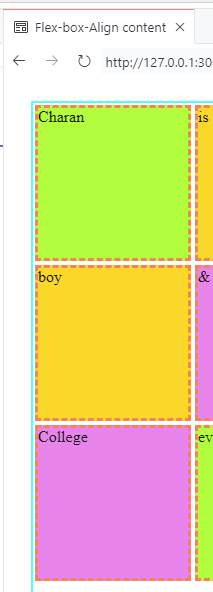 Flex-box-Align content
http://127.0.0.1:30
Charan is
boy &
College ev